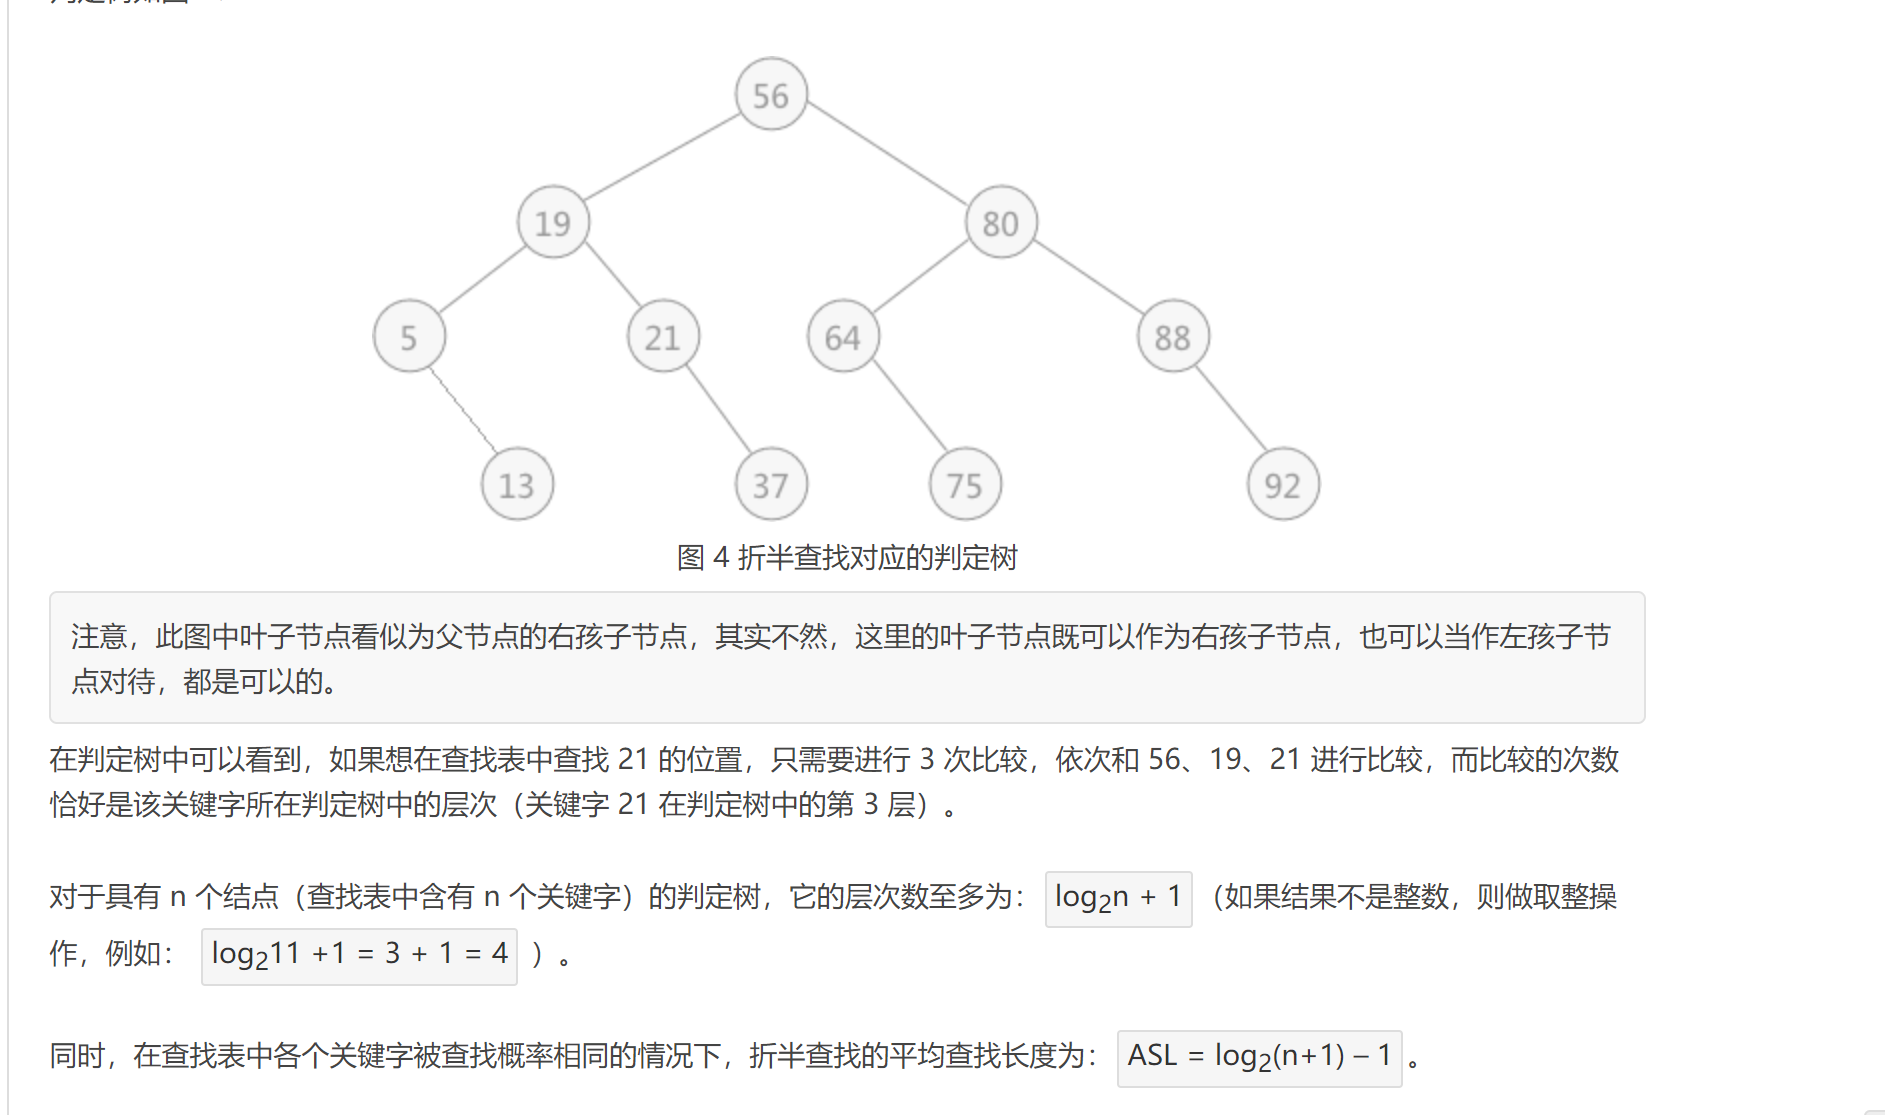 56
19
80
5
21
64
88
13
37
75
92
图 4 折半查找对应的判定树
注意，此图中叶子节点看似为父节点的右孩子节点，其实不然，这里的叶子节点既可以作为右孩子节点，也可以当作左孩子节
点对待，都是可以的。
在判定树中可以看到，如果想在查找表中查找 21 的位置，只需要进行 3 次比较，依次和 56、19、21 进行比较，而比较的次数
恰好是该关键字所在判定树中的层次（关键字 21 在判定树中的第 3 层）。
对于具有 n 个结点（查找表中含有 n 个关键字）的判定树，它的层次数至多为： log₂n + 1 （如果结果不是整数，则做取整操
作，例如： log₂11 +1 = 3 + 1 = 4 ）。
同时，在查找表中各个关键字被查找概率相同的情况下，折半查找的平均查找长度为： ASL = log₂(n+1) – 1 。